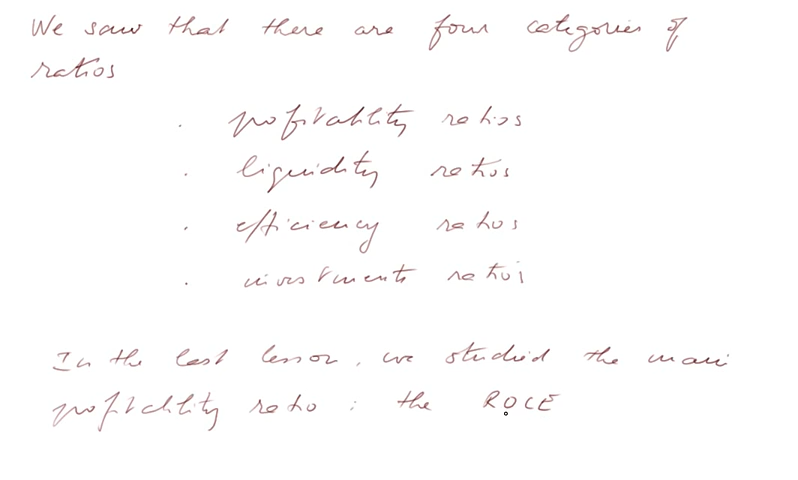 We saw that there are four categories of
ratios
. profitability ratios
. liquidity ratios
. efficiency ratios
. investments ratios
In the last lesson, we studied the main
profitability ratio : the ROCE